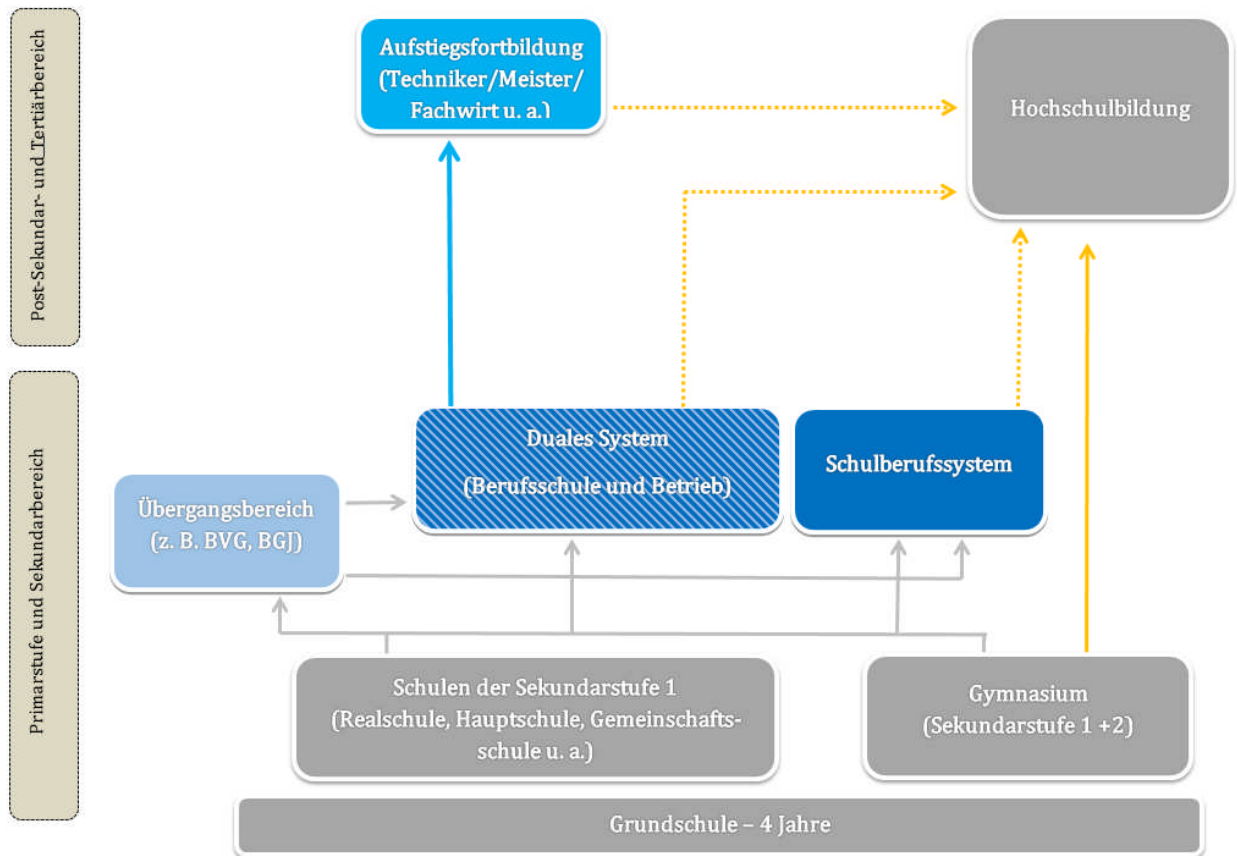 Post-Sekundar- und Tertiärbereich
Aufstiegsfortbildung
(Techniker/Meister/
Fachwirt u. a.)
Hochschulbildung
Primarstufe und Sekundarbereich
Duales System
(Berufsschule und Betrieb)
Schulberufssystem
Übergangsbereich
(z. B. BVG, BGJ)
Schulen der Sekundarstufe 1
(Realschule, Hauptschule, Gemeinschafts-
schule u. a.)
Gymnasium
(Sekundarstufe 1 +2)
Grundschule – 4 Jahre